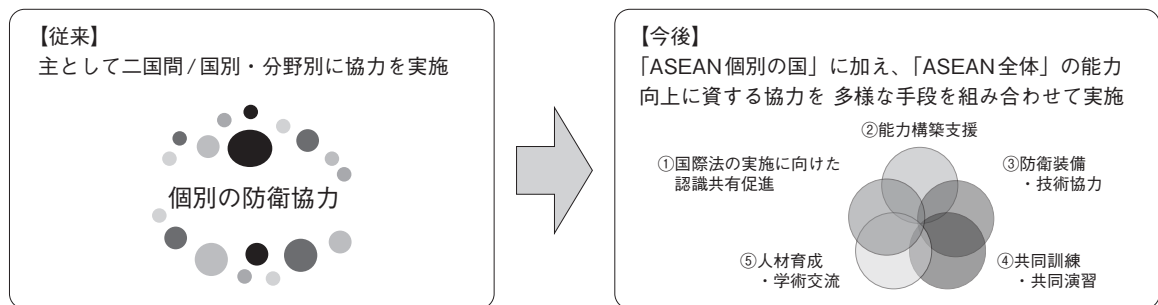 【従来】
主として二国間/国別・分野別に協力を実施
個別の防衛協力
【今後】
「ASEAN個別の国」に加え、「ASEAN全体」の能力
向上に資する協力を 多様な手段を組み合わせて実施
②能力構築支援
①国際法の実施に向けた
認識共有促進
③防衛装備
・技術協力
⑤人材育成
・学術交流
④共同訓練
・共同演習